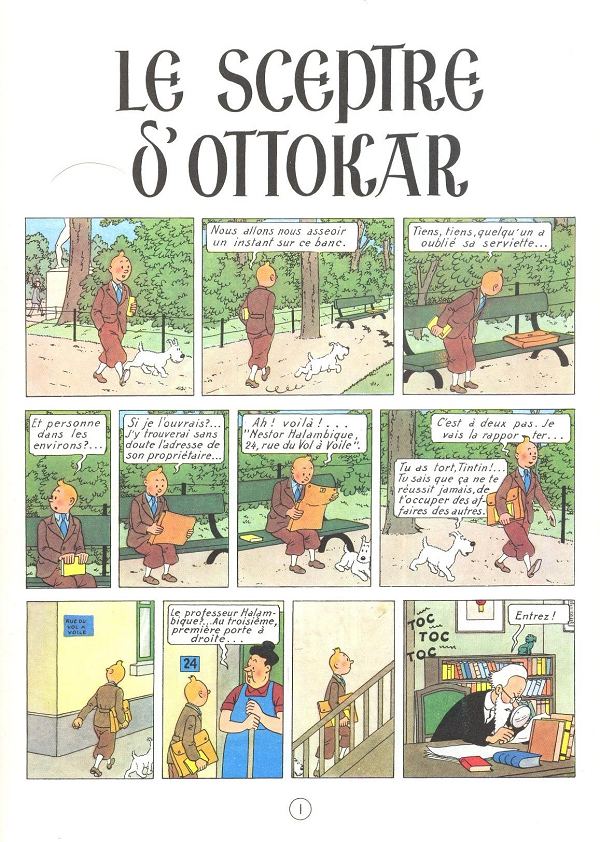 LE SCEPTRE
D'OTTOKAR
Nous allons nous asseoir
un instant sur ce banc.
Tiens, tiens, quelqu'un a
oublié sa serviette...
Et personne
dans les
environs?...
Si je l'ouvrais?...
J'y trouverai sans
doute l'adresse de
son propriétaire...
Ah! voilà!...
"Nestor Halambique,
24, rue du Vol à Voile".
C'est à deux pas. Je
vais la rapporter...
Tu as tort, Tintin!...
Tu sais que ça ne te
réussit jamais, de
t'occuper des af-
faires des autres.
RUE DU
VOL A
VOILE
Le professeur Halam-
bique?... Au troisième,
première porte à
droite...
24
TOC
TOC
TOC
Entrez!
1